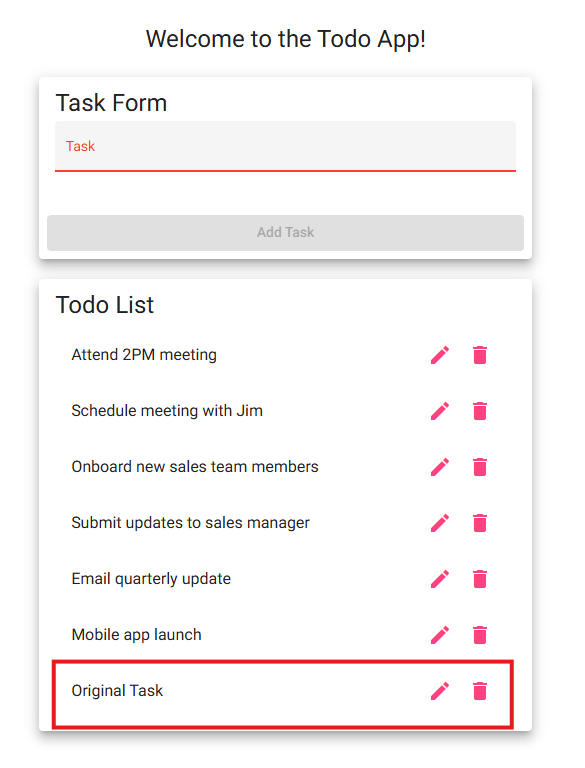 Welcome to the Todo App!
Task Form
Task
Add Task
Todo List
Attend 2PM meeting
Schedule meeting with Jim
Onboard new sales team members
Submit updates to sales manager
Email quarterly update
Mobile app launch
Original Task